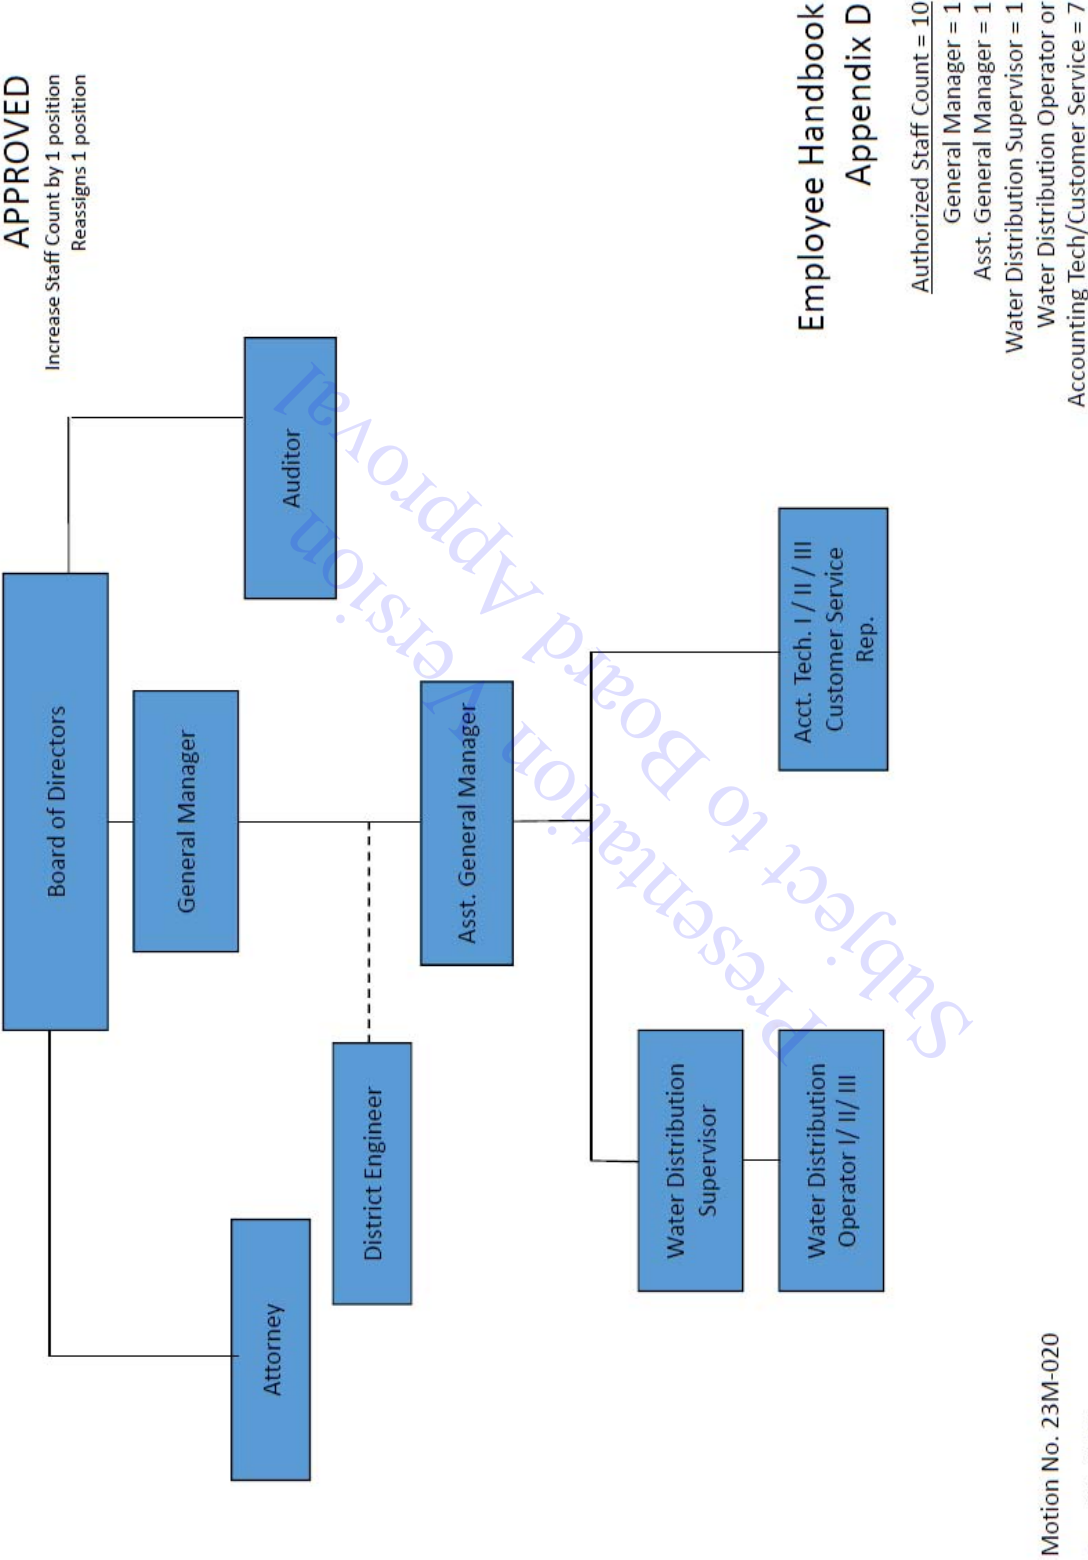 APPROVED
Increase Staff Count by 1 position
Reassigns 1 position
Board of Directors
General Manager
Attorney
Auditor
District Engineer
Asst. General Manager
Water Distribution
Supervisor
Water Distribution
Operator I/ II/ III
Acct. Tech. I / II / III
Customer Service
Rep.
Presentation Version
Subject to Board Approval
Employee Handbook
Appendix D
Authorized Staff Count = 10
General Manager = 1
Asst. General Manager = 1
Water Distribution Supervisor = 1
Water Distribution Operator or
Accounting Tech/Customer Service = 7
Motion No. 23M-020